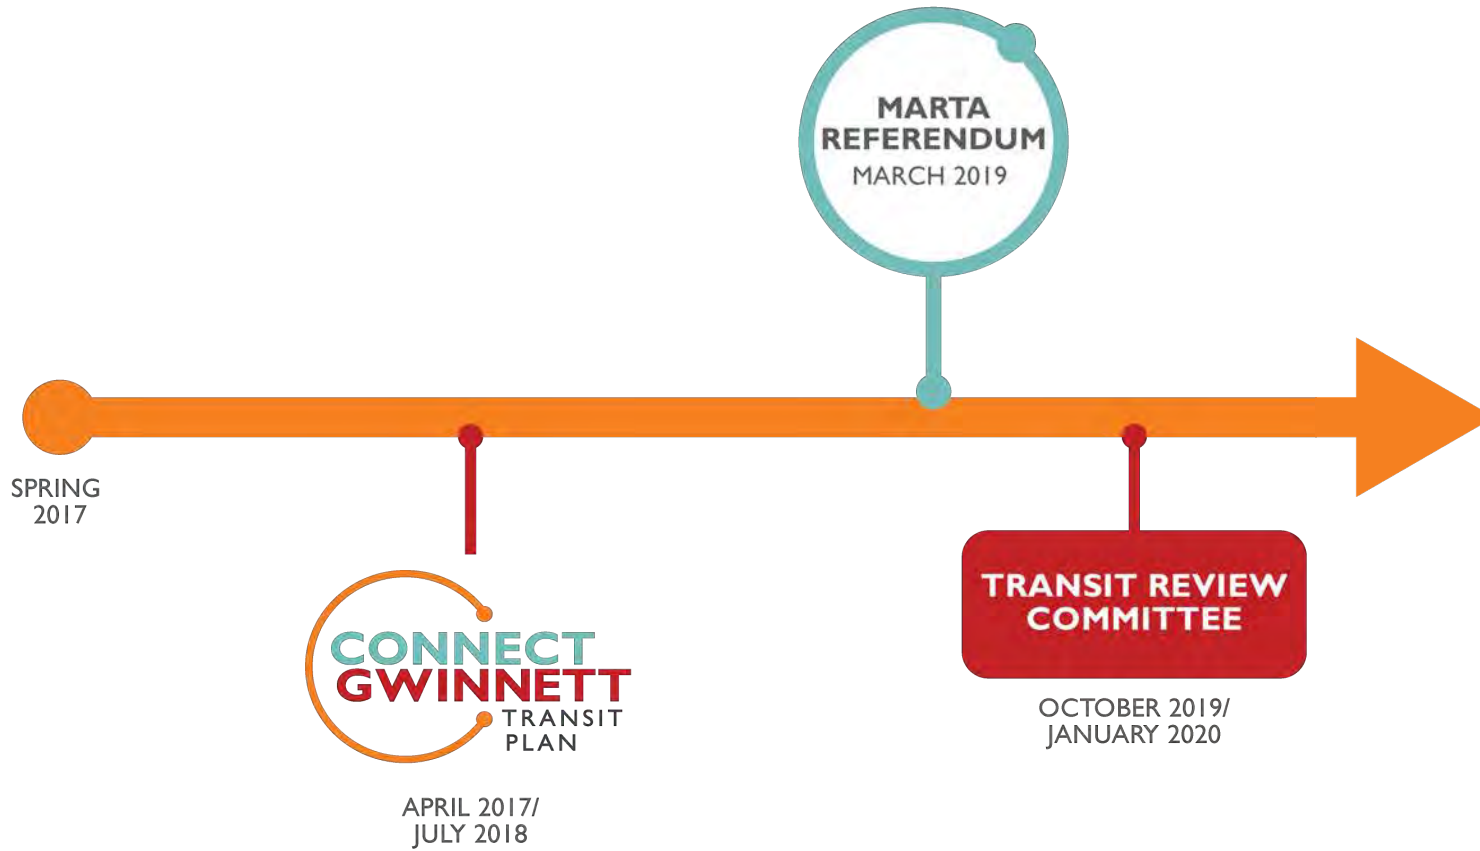 MARTA
REFERENDUM
MARCH 2019
SPRING
2017
CONNECT
GWINNETT
TRANSIT
PLAN
APRIL 2017/
JULY 2018
TRANSIT REVIEW
COMMITTEE
OCTOBER 2019/
JANUARY 2020